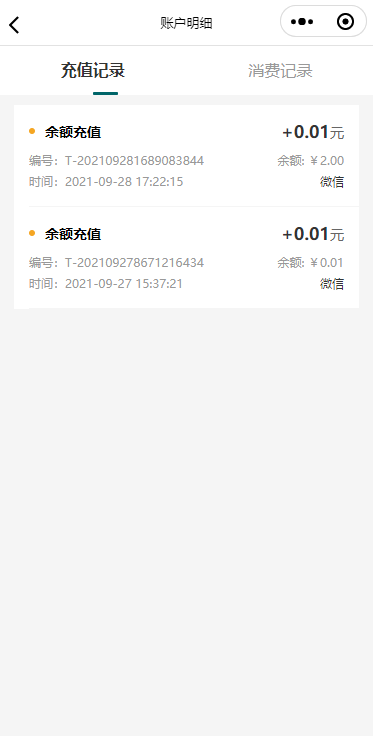 账户明细
充值记录 消费记录
余额充值 +0.01元
编号：T-202109281689083844 余额: ￥2.00
时间：2021-09-28 17:22:15 微信
余额充值 +0.01元
编号：T-202109278671216434 余额: ￥0.01
时间：2021-09-27 15:37:21 微信